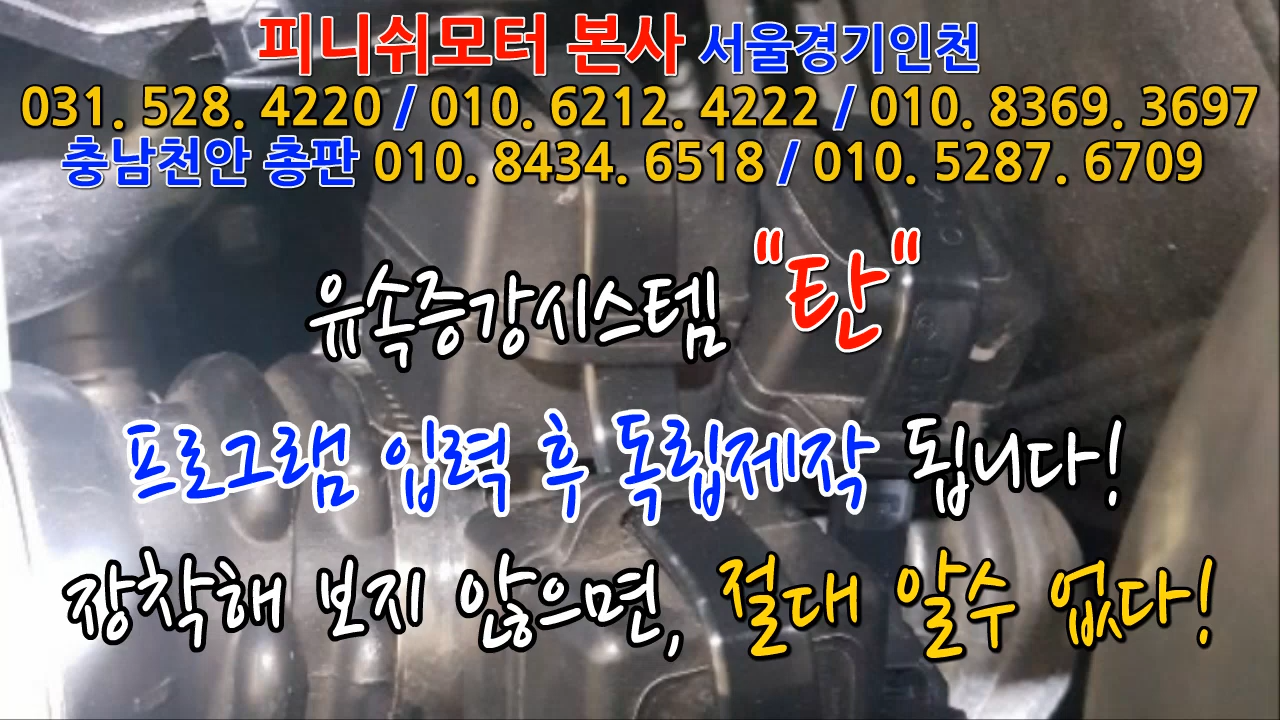 피니쉬모터 본사 서울경기인천
031. 528. 4220 / 010. 6212. 4222 / 010. 8369. 3697
충남천안 총판 010. 8434. 6518 / 010. 5287. 6709
유속증강시스템 "탄"
프로그램 입력 후 독립제작 됩니다!
장착해 보지 않으면, 절대 알수 없다!